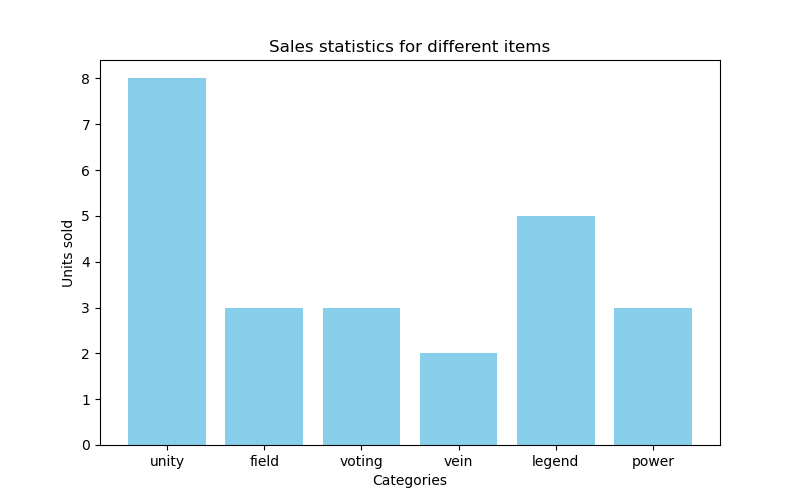 Sales statistics for different items
Units sold
8
7
6
5
4
3
2
1
0
unity field voting vein legend power
Categories